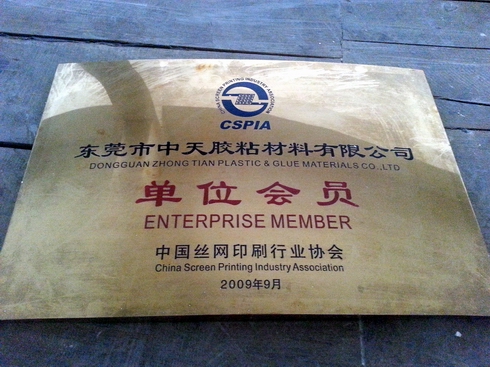 CHINA SCREEN PRINTING INDUSTRY ASSOCIATION
CSPIA
东莞市中天胶粘材料有限公司
DONGGUAN ZHONG TIAN PLASTIC & GLUE MATERIALS CO.,LTD
单位会员
ENTERPRISE MEMBER
中国丝网印刷行业协会
China Screen Printing Industry Association
2009年9月